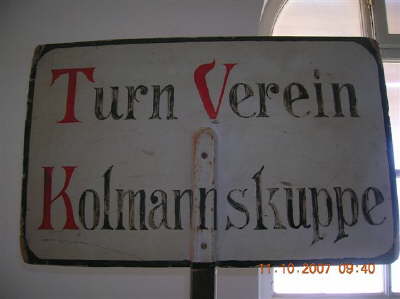 Turn Verein
Kolmannskuppe
11.10.2007 09:40